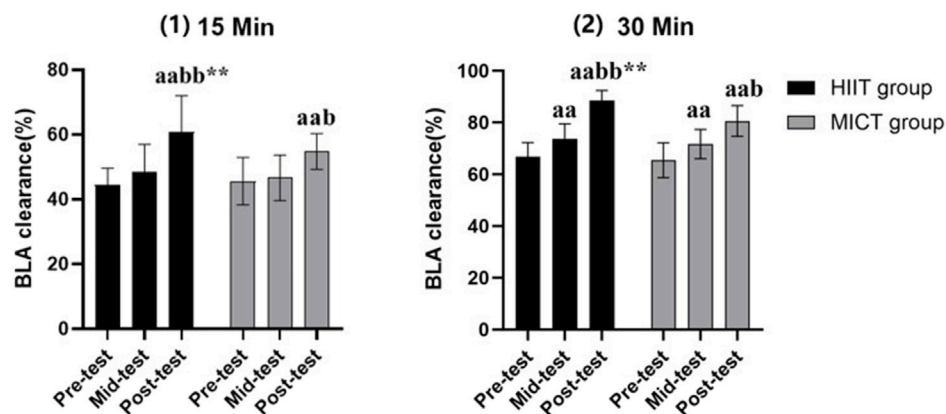 (1) 15 Min
BLA clearance(%)
80
60
40
20
0
aabb**
aab
Pre-test
Mid-test
Post-test
Pre-test
Mid-test
Post-test
(2) 30 Min
BLA clearance(%)
100
80
60
40
20
0
aa
aabb**
aa
aab
Pre-test
Mid-test
Post-test
Pre-test
Mid-test
Post-test
HIIT group
MICT group